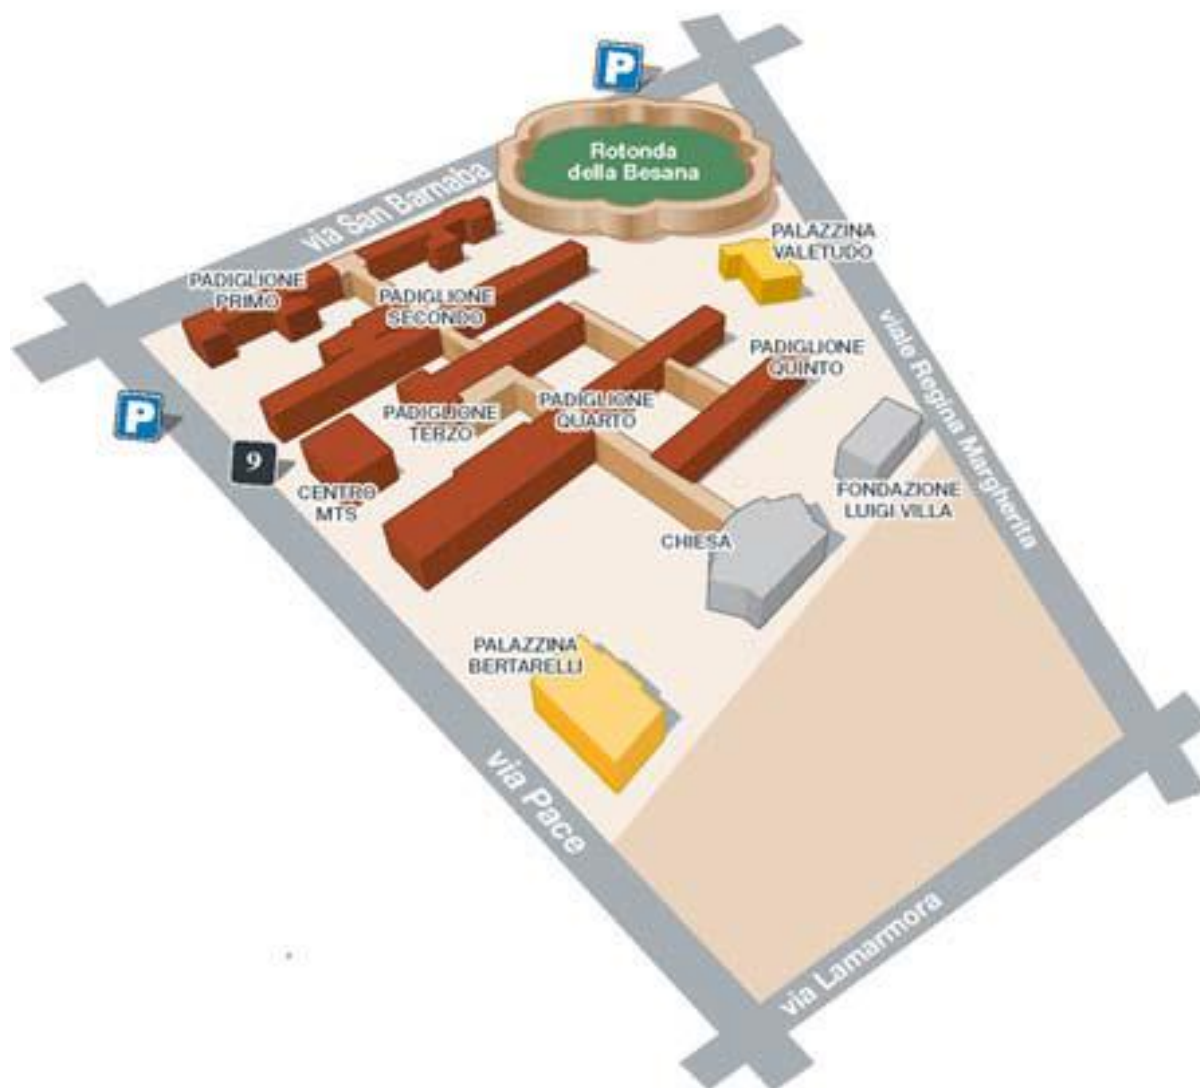 P
Rotonda
della Besana
via San Barnaba
PALAZZINA
VALETUDO
PADIGLIONE
PRIMO
PADIGLIONE
SECONDO
viale Regina Margherita
PADIGLIONE
QUINTO
P
PADIGLIONE
TERZO
PADIGLIONE
QUARTO
9
CENTRO
MTS
FONDAZIONE
LUIGI VILLA
CHIESA
PALAZZINA
BERTARELLI
via Pace
via Lamarmora